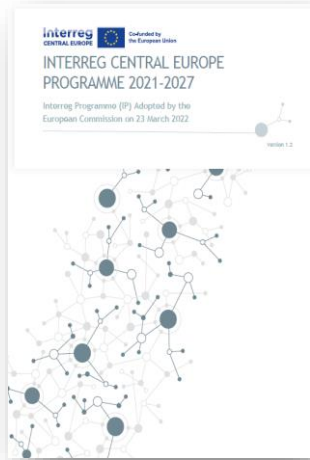 Interreg
CENTRAL EUROPE
Co-funded by
the European Union
INTERREG CENTRAL EUROPE
PROGRAMME 2021-2027
Interreg Programme (IP) Adopted by the
European Commission on 23 March 2022
Version 1.2